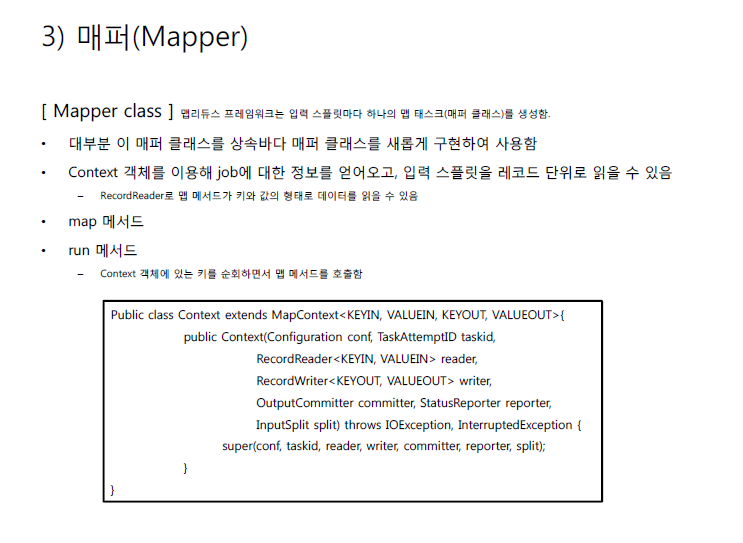 3) 매퍼(Mapper)
[ Mapper class ] 맵리듀스 프레임워크는 입력 스플릿마다 하나의 맵 태스크(매퍼 클래스)를 생성함.
• 대부분 이 매퍼 클래스를 상속바다 매퍼 클래스를 새롭게 구현하여 사용함
• Context 객체를 이용해 job에 대한 정보를 얻어오고, 입력 스플릿을 레코드 단위로 읽을 수 있음
– RecordReader로 맵 메서드가 키와 값의 형태로 데이터를 읽을 수 있음
• map 메서드
• run 메서드
– Context 객체에 있는 키를 순회하면서 맵 메서드를 호출함
Public class Context extends MapContext<KEYIN, VALUEIN, KEYOUT, VALUEOUT>{
public Context(Configuration conf, TaskAttemptID taskid,
RecordReader<KEYIN, VALUEIN> reader,
RecordWriter<KEYOUT, VALUEOUT> writer,
OutputCommitter committer, StatusReporter reporter,
InputSplit split) throws IOException, InterruptedException {
super(conf, taskid, reader, writer, committer, reporter, split);
}
}